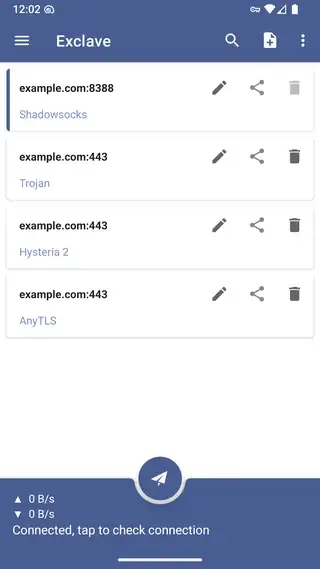 12:02
Exclave
example.com:8388
Shadowsocks
example.com:443
Trojan
example.com:443
Hysteria 2
example.com:443
AnyTLS
▲ 0 B/s
▼ 0 B/s
Connected, tap to check connection